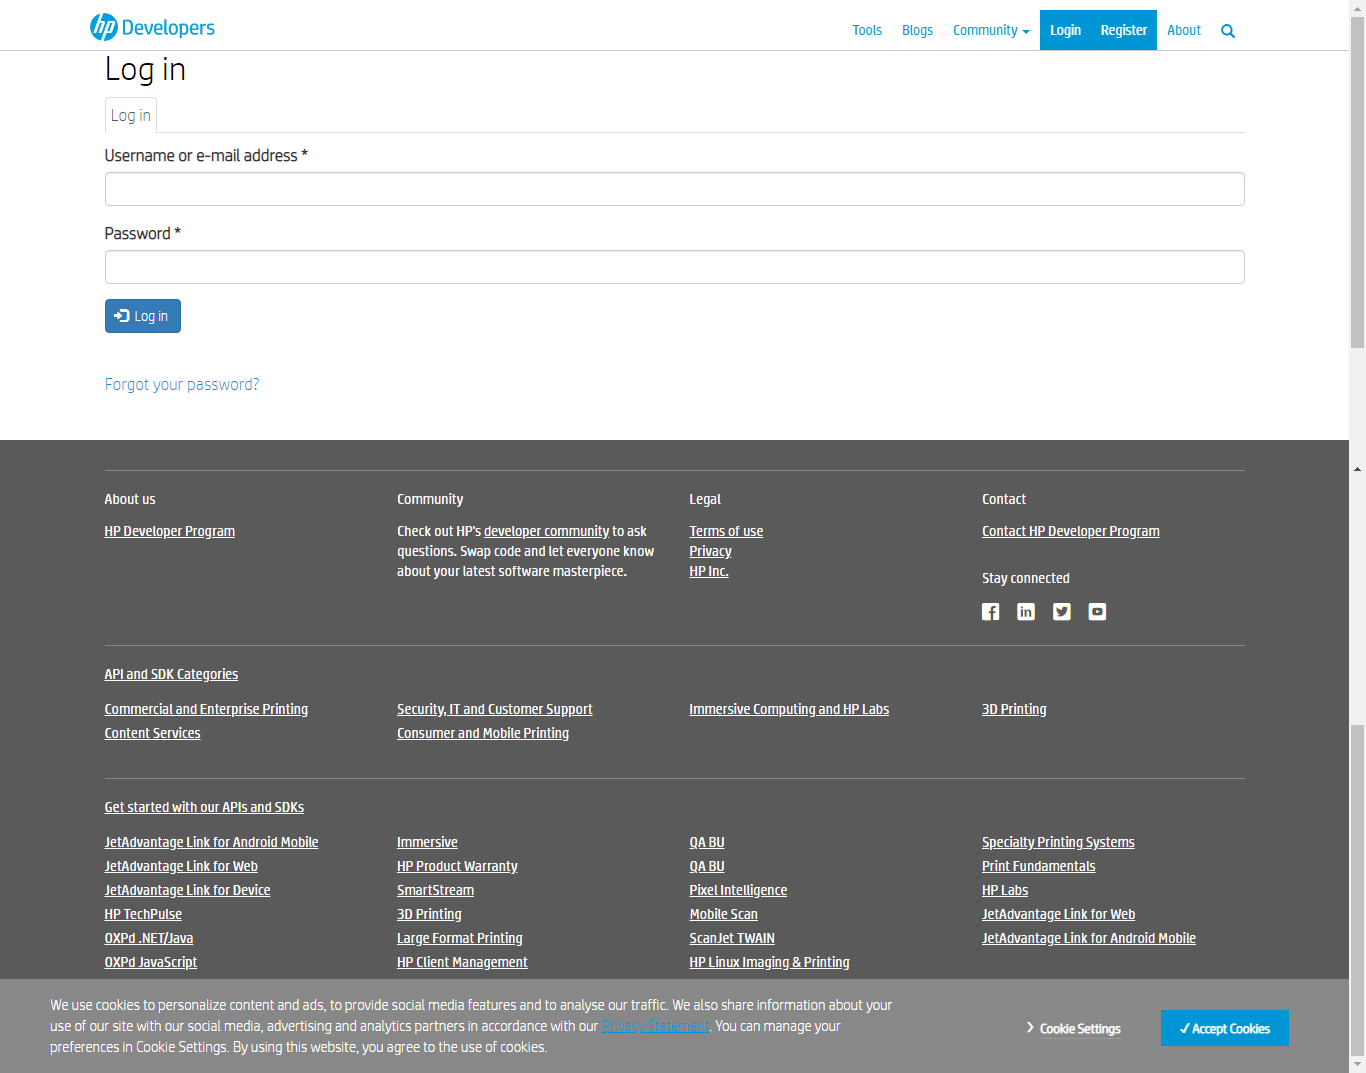 hp Developers
Tools Blogs Community Login Register About
Log in
Log in
Username or e-mail address *
Password *
Log in
Forgot your password?
About us Community Legal Contact
HP Developer Program Check out HP's developer community to ask Terms of use Contact HP Developer Program
questions. Swap code and let everyone know Privacy
about your latest software masterpiece. HP Inc.
Stay connected
API and SDK Categories
Commercial and Enterprise Printing Security, IT and Customer Support Immersive Computing and HP Labs 3D Printing
Content Services Consumer and Mobile Printing
Get started with our APIs and SDKs
JetAdvantage Link for Android Mobile Immersive QA BU Specialty Printing Systems
JetAdvantage Link for Web HP Product Warranty QA BU Print Fundamentals
JetAdvantage Link for Device SmartStream Pixel Intelligence HP Labs
HP TechPulse 3D Printing Mobile Scan JetAdvantage Link for Web
OXPd .NET/Java Large Format Printing ScanJet TWAIN JetAdvantage Link for Android Mobile
OXPd JavaScript HP Client Management HP Linux Imaging & Printing
We use cookies to personalize content and ads, to provide social media features and to analyse our traffic. We also share information about your
use of our site with our social media, advertising and analytics partners in accordance with our Privacy Statement. You can manage your
preferences in Cookie Settings. By using this website, you agree to the use of cookies.
Cookie Settings ✓ Accept Cookies